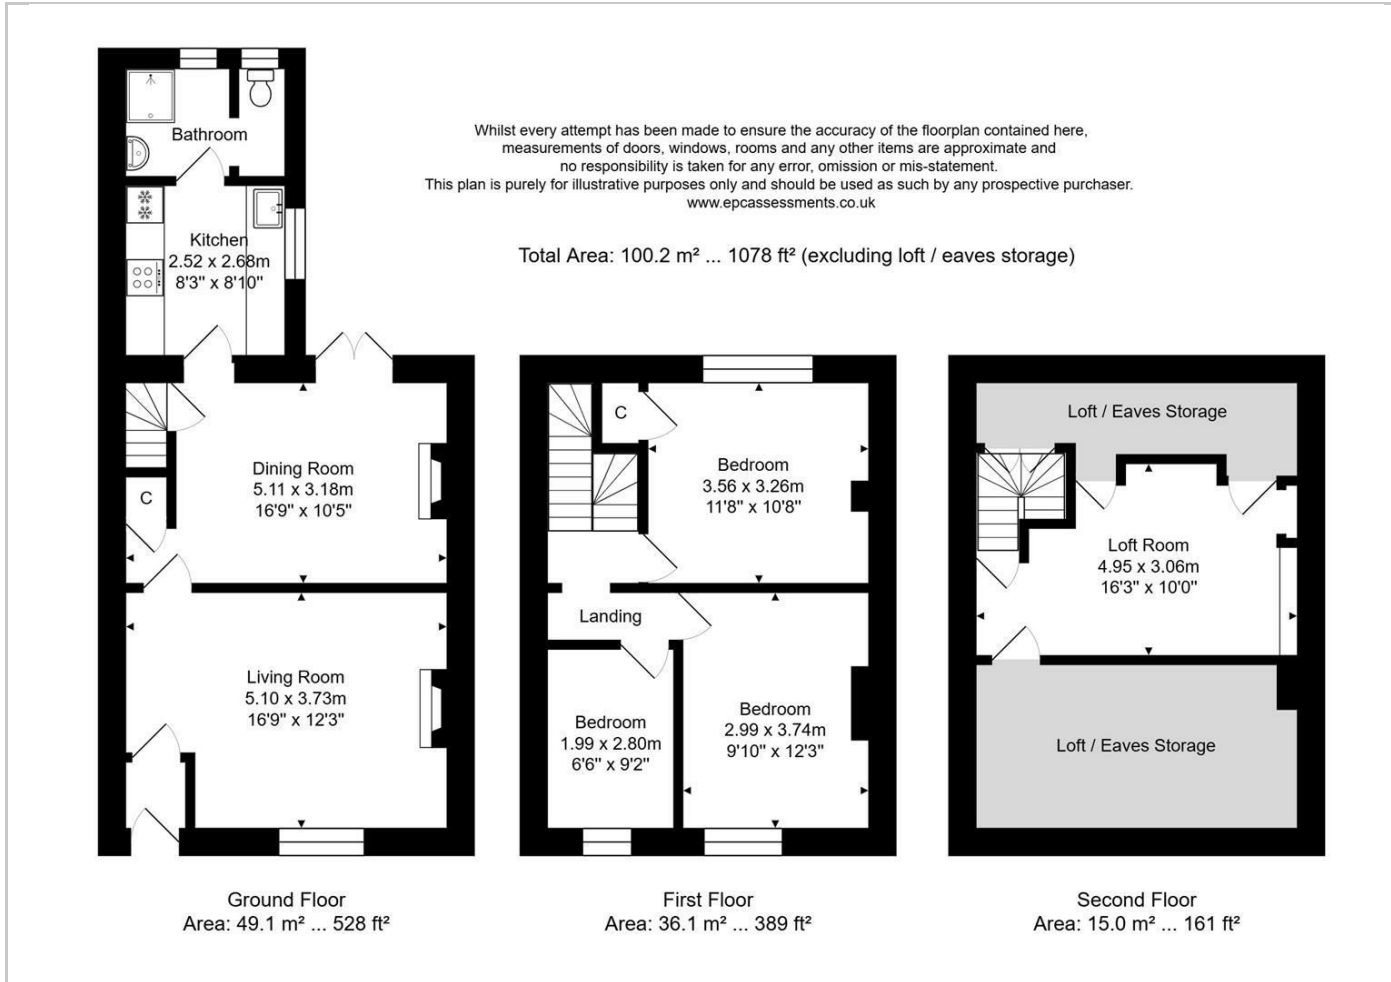 Whilst every attempt has been made to ensure the accuracy of the floorplan contained here,
measurements of doors, windows, rooms and any other items are approximate and
no responsibility is taken for any error, omission or mis-statement.
This plan is purely for illustrative purposes only and should be used as such by any prospective purchaser.
www.epcassessments.co.uk
Total Area: 100.2 m² ... 1078 ft² (excluding loft / eaves storage)
Bathroom
Kitchen
2.52 x 2.68m
8'3" x 8'10"
Dining Room
5.11 x 3.18m
16'9" x 10'5"
C
Living Room
5.10 x 3.73m
16'9" x 12'3"
Ground Floor
Area: 49.1 m² ... 528 ft²
C
Bedroom
3.56 x 3.26m
11'8" x 10'8"
Landing
Bedroom
1.99 x 2.80m
6'6" x 9'2"
Bedroom
2.99 x 3.74m
9'10" x 12'3"
First Floor
Area: 36.1 m² ... 389 ft²
Loft / Eaves Storage
Loft Room
4.95 x 3.06m
16'3" x 10'0"
Loft / Eaves Storage
Second Floor
Area: 15.0 m² ... 161 ft²